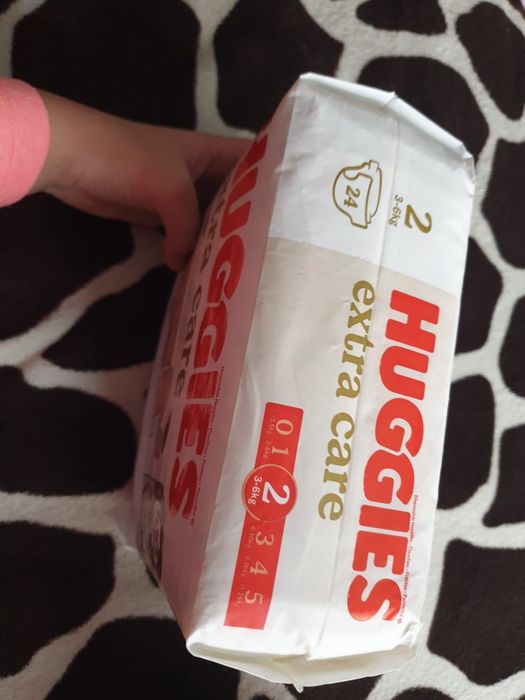 2
3-6kg
24
HUGGIES
extra care
0 1 2 3 4 5
3-6kg
HUGGIES
extra care